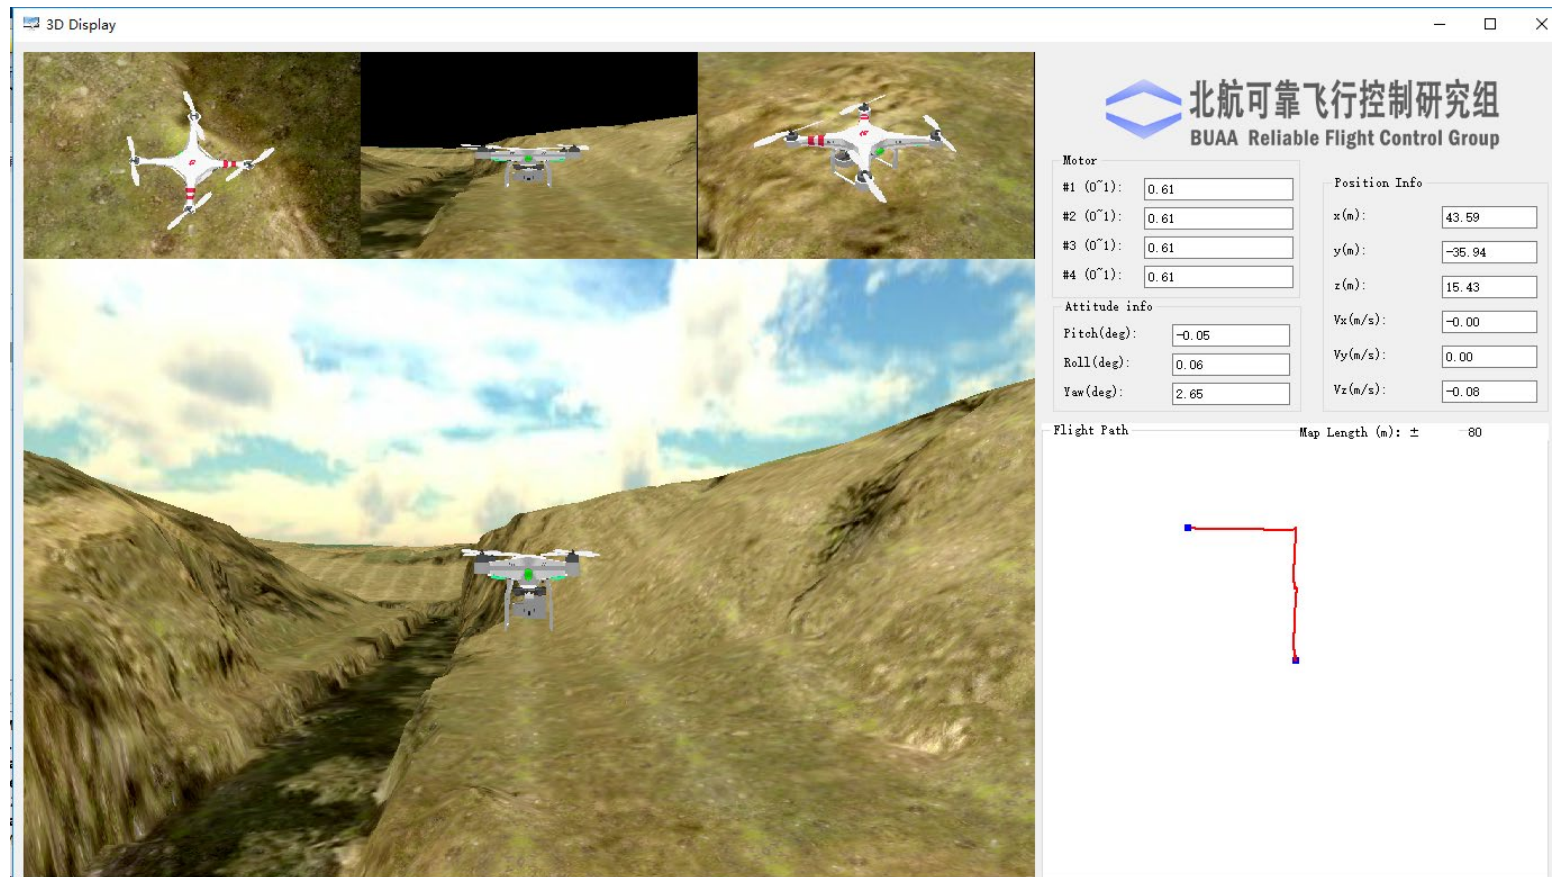 3D Display
北航可靠飞行控制研究组
BUAA Reliable Flight Control Group
Motor
#1 (0~1): 0.61
#2 (0~1): 0.61
#3 (0~1): 0.61
#4 (0~1): 0.61
Attitude info
Pitch(deg): -0.05
Roll(deg): 0.06
Yaw(deg): 2.65
Position Info
x(m): 43.59
y(m): -35.94
z(m): 15.43
Vx(m/s): -0.00
Vy(m/s): 0.00
Vz(m/s): -0.08
Flight Path
Map Length (m): ± 80